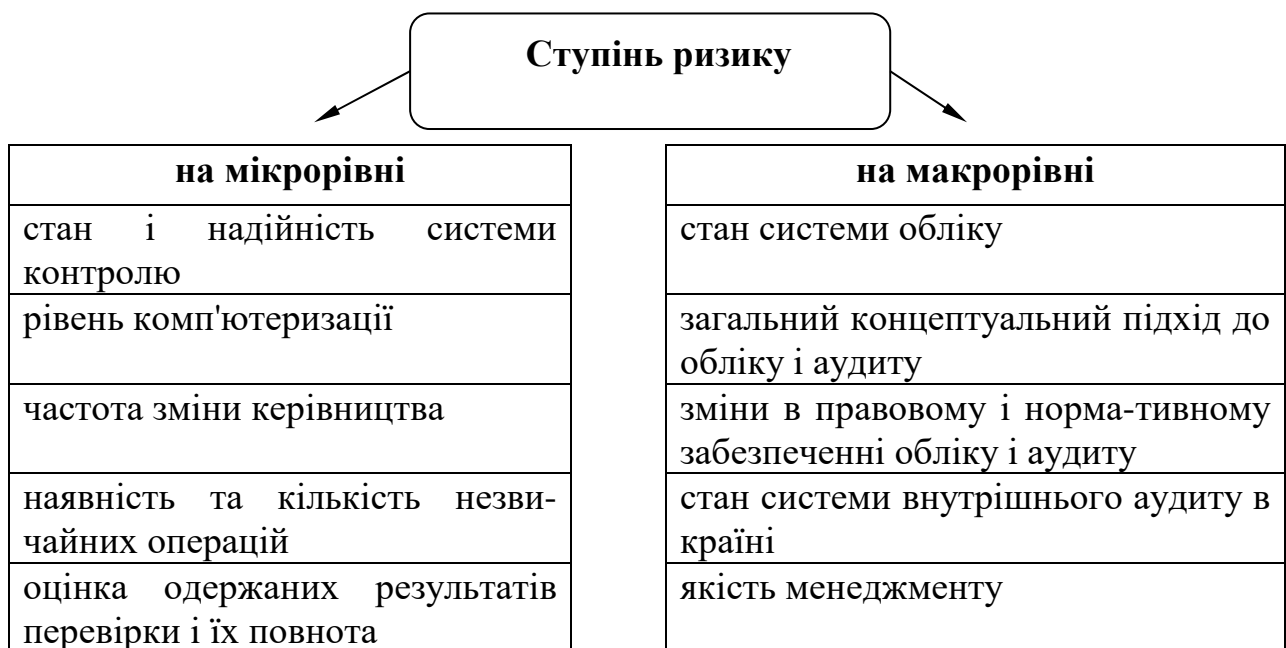 Ступінь ризику
на мікрорівні
стан і надійність системи
контролю
рівень комп'ютеризації
частота зміни керівництва
наявність та кількість незви-
чайних операцій
оцінка одержаних результатів
перевірки і їх повнота
на макрорівні
стан системи обліку
загальний концептуальний підхід до
обліку і аудиту
зміни в правовому і норма-тивному
забезпеченні обліку і аудиту
стан системи внутрішнього аудиту в
країні
якість менеджменту